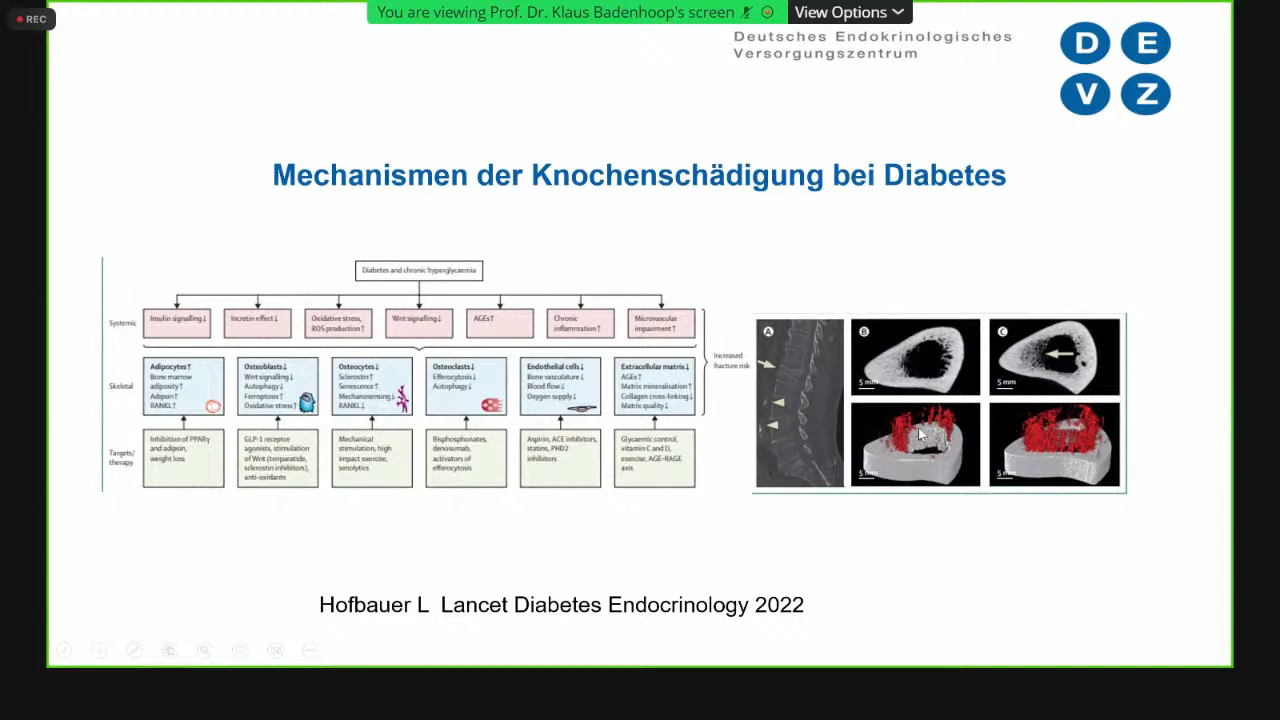 REC
You are viewing Prof. Dr. Klaus Badenhoop's screen
View Options
Deutsches Endokrinologisches
Versorgungszentrum
D E
V Z
Mechanismen der Knochenschädigung bei Diabetes
Diabetes and chronic hyperglycaemia
Systemic
Insulin signalling↓
Incretin effect↓
Oxidative stress,
ROS production↑
Wnt signalling↓
AGEs↑
Chronic
inflammation↑
Microvascular
impairment↑
Increased
fracture risk
Skeletal
Adipocytes↑
Bone marrow
adiposity↑
Adipsin↑
RANKL↑
Osteoblasts↓
Wnt signalling↓
Autophagy↓
Ferroptosis↑
Oxidative stress↑
Osteocytes↓
Sclerostin↑
Senescence↑
Mechanosensing↓
RANKL↓
Osteoclasts↓
Efferocytosis↓
Autophagy↓
Endothelial cells↓
Bone vasculature↓
Blood flow↓
Oxygen supply↓
Extracellular matrix↓
AGEs↑
Matrix mineralisation↑
Collagen cross-linking↓
Matrix quality↓
Targets/
therapy
Inhibition of PPARγ
and adipsin,
weight loss
GLP-1 receptor
agonists, stimulation
of Wnt (teriparatide,
sclerostin inhibitors),
anti-oxidants
Mechanical
stimulation, high
impact exercise,
senolytics
Bisphosphonates,
denosumab,
activators of
efferocytosis
Aspirin, ACE inhibitors,
statins, PHD2
inhibitors
Glycaemic control,
vitamin C and D,
exercise, AGE-RAGE
axis
A
B
C
5 mm
5 mm
5 mm
5 mm
Hofbauer L Lancet Diabetes Endocrinology 2022